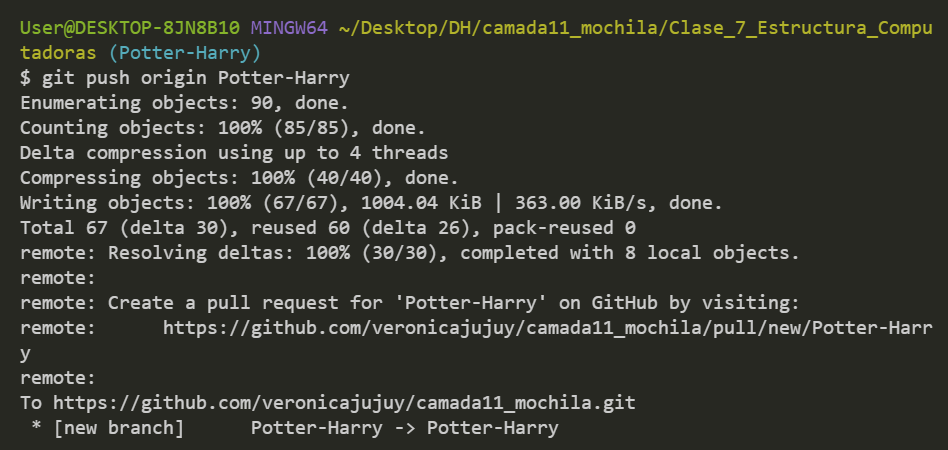 User@DESKTOP-8JN8B10 MINGW64 ~/Desktop/DH/camada11_mochila/Clase_7_Estructura_Compu
tadoras (Potter-Harry)
$ git push origin Potter-Harry
Enumerating objects: 90, done.
Counting objects: 100% (85/85), done.
Delta compression using up to 4 threads
Compressing objects: 100% (40/40), done.
Writing objects: 100% (67/67), 1004.04 KiB | 363.00 KiB/s, done.
Total 67 (delta 30), reused 60 (delta 26), pack-reused 0
remote: Resolving deltas: 100% (30/30), completed with 8 local objects.
remote:
remote: Create a pull request for 'Potter-Harry' on GitHub by visiting:
remote:      https://github.com/veronicajujuy/camada11_mochila/pull/new/Potter-Harr
y
remote:
To https://github.com/veronicajujuy/camada11_mochila.git
 * [new branch]      Potter-Harry -> Potter-Harry